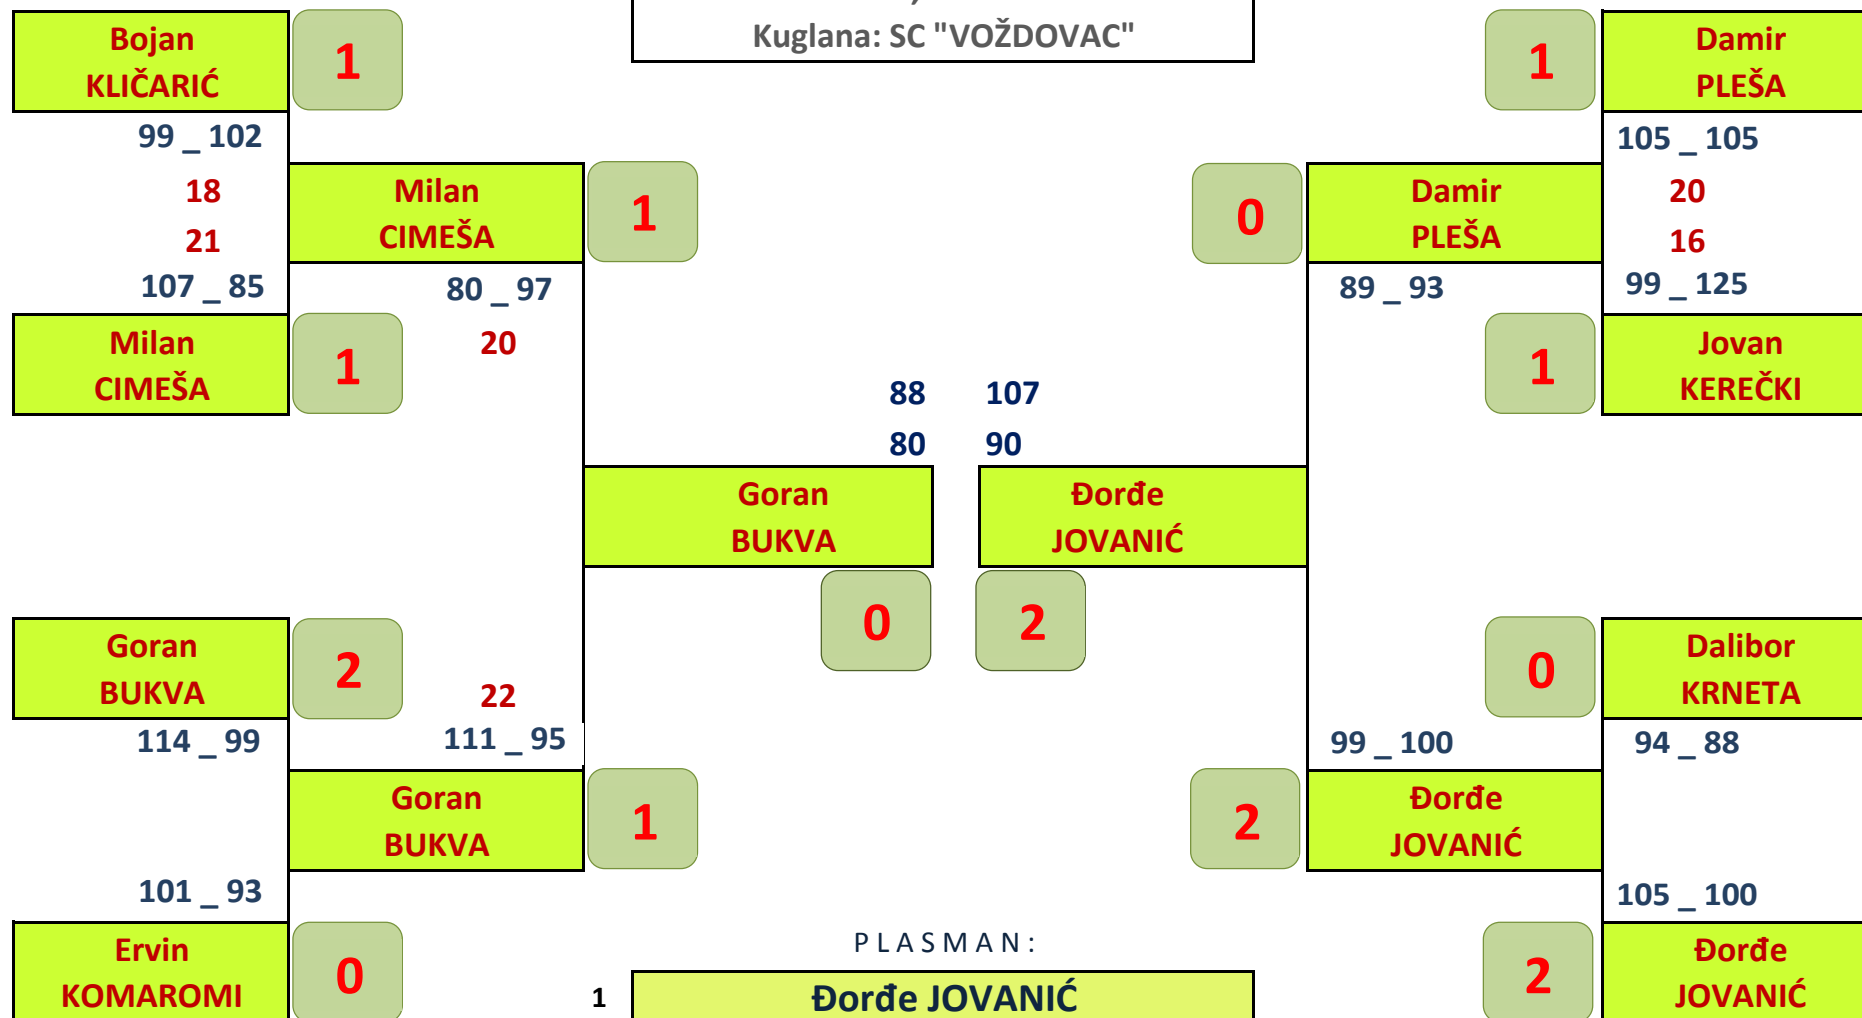 Kuglana: SC "VOŽDOVAC"
Bojan
KLIČARIĆ
1
99 _ 102
18
21
107 _ 85
Milan
CIMEŠA
1
Milan
CIMEŠA
1
80 _ 97
20
Goran
BUKVA
2
114 _ 99
101 _ 93
Ervin
KOMAROMI
0
22
111 _ 95
Goran
BUKVA
1
88 107
80 90
Goran
BUKVA
0
Đorđe
JOVANIĆ
2
1
Damir
PLEŠA
105 _ 105
20
16
99 _ 125
1
Jovan
KEREČKI
0
Damir
PLEŠA
89 _ 93
99 _ 100
2
Đorđe
JOVANIĆ
0
Dalibor
KRNETA
94 _ 88
105 _ 100
2
Đorđe
JOVANIĆ
PLASMAN:
1 Đorđe JOVANIĆ